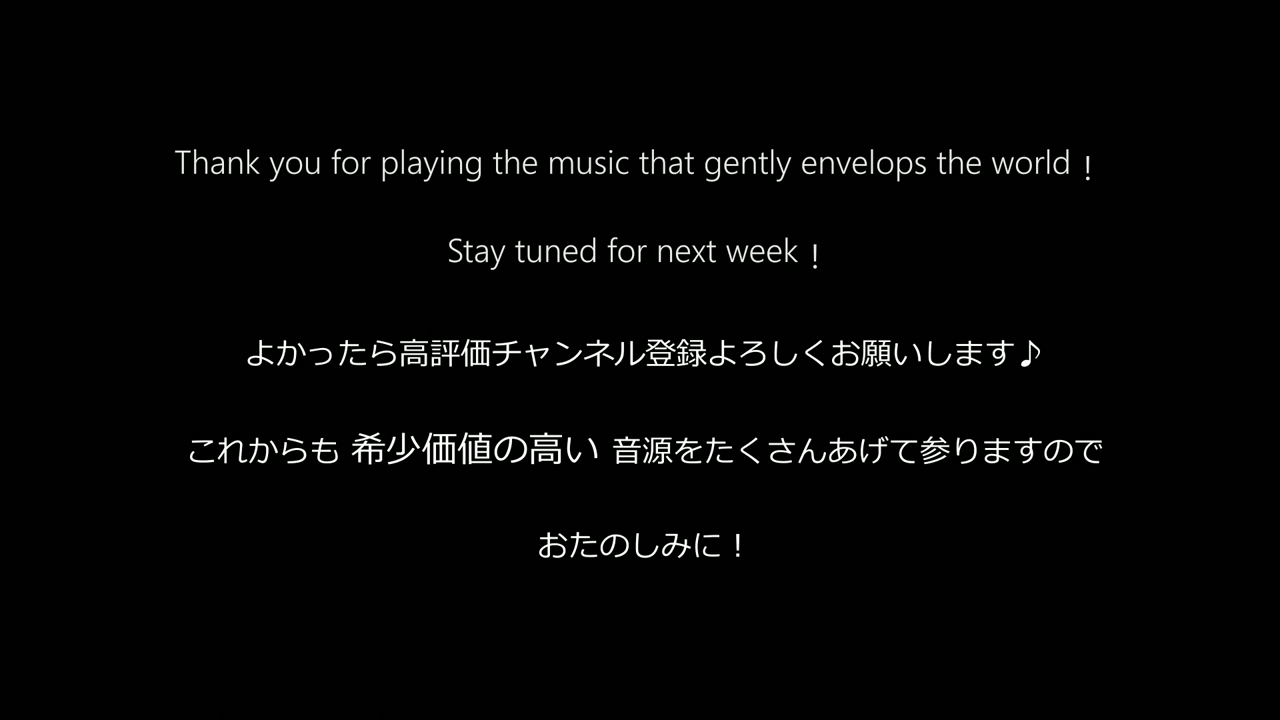 Thank you for playing the music that gently envelops the world！
Stay tuned for next week！
よかったら高評価チャンネル登録よろしくお願いします♪
これからも 希少価値の高い 音源をたくさんあげて参りますので
おたのしみに！